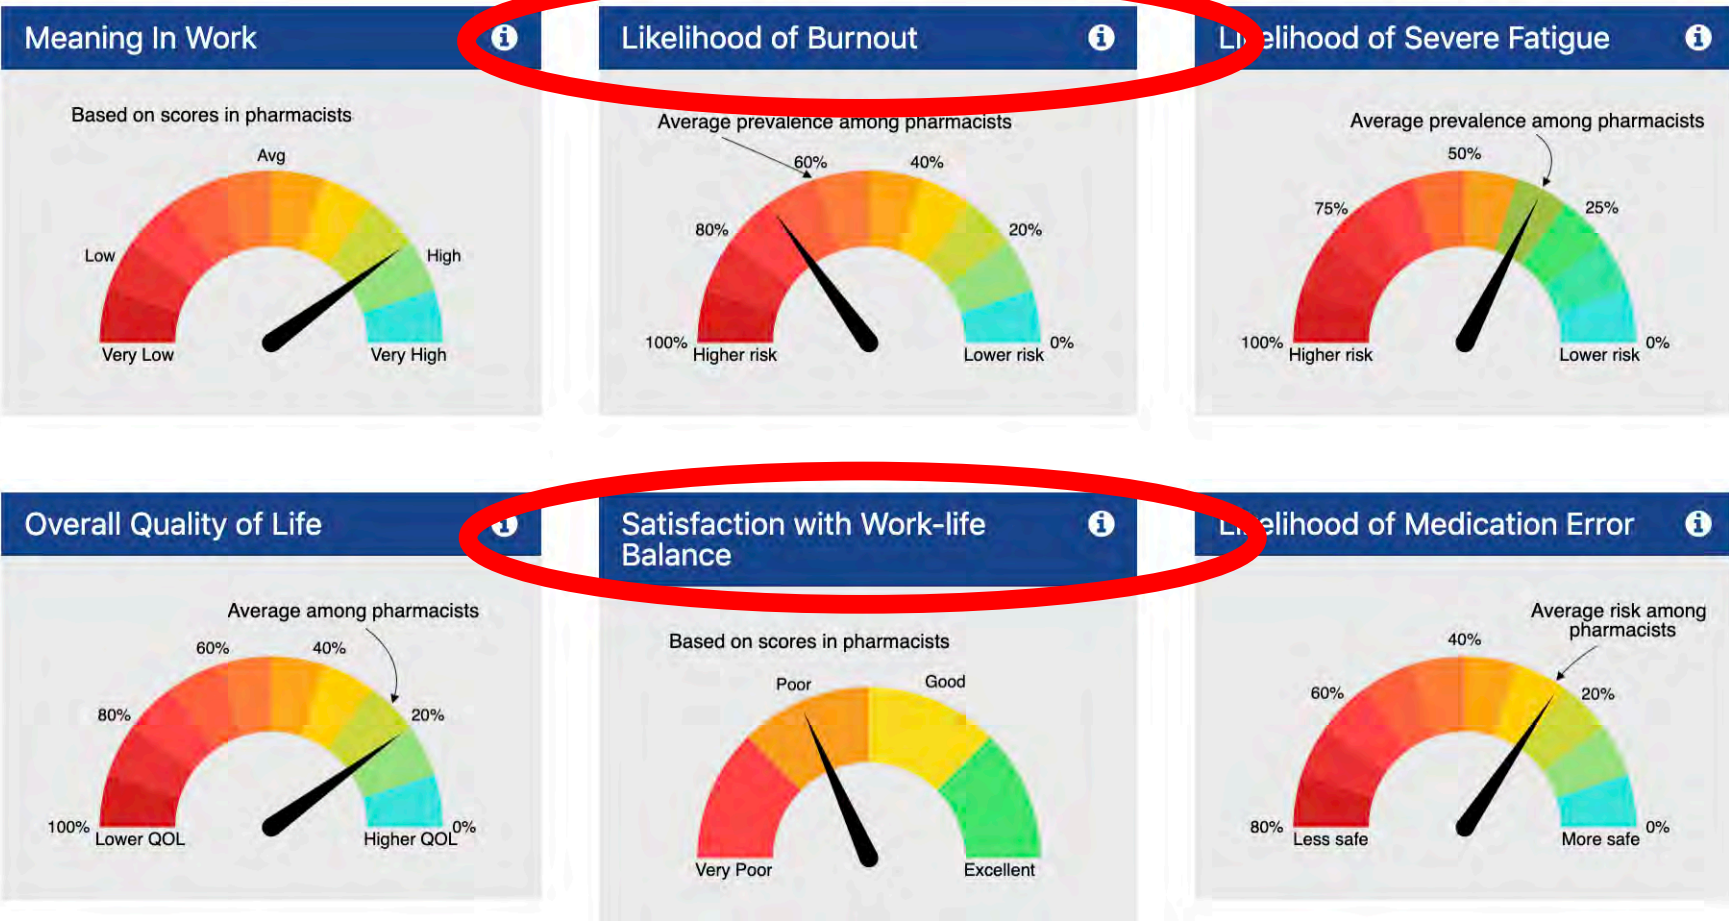 Meaning In Work
Based on scores in pharmacists
Avg
Low
High
Very Low
Very High
Likelihood of Burnout
Average prevalence among pharmacists
60%
40%
80%
20%
100%
Higher risk
Lower risk
0%
Likelihood of Severe Fatigue
Average prevalence among pharmacists
50%
75%
25%
100%
Higher risk
Lower risk
0%
Overall Quality of Life
Average among pharmacists
60%
40%
80%
20%
100%
Lower QOL
Higher QOL
0%
Satisfaction with Work-life
Balance
Based on scores in pharmacists
Poor
Good
Very Poor
Excellent
Likelihood of Medication Error
Average risk among
pharmacists
40%
60%
20%
80%
Less safe
More safe
0%